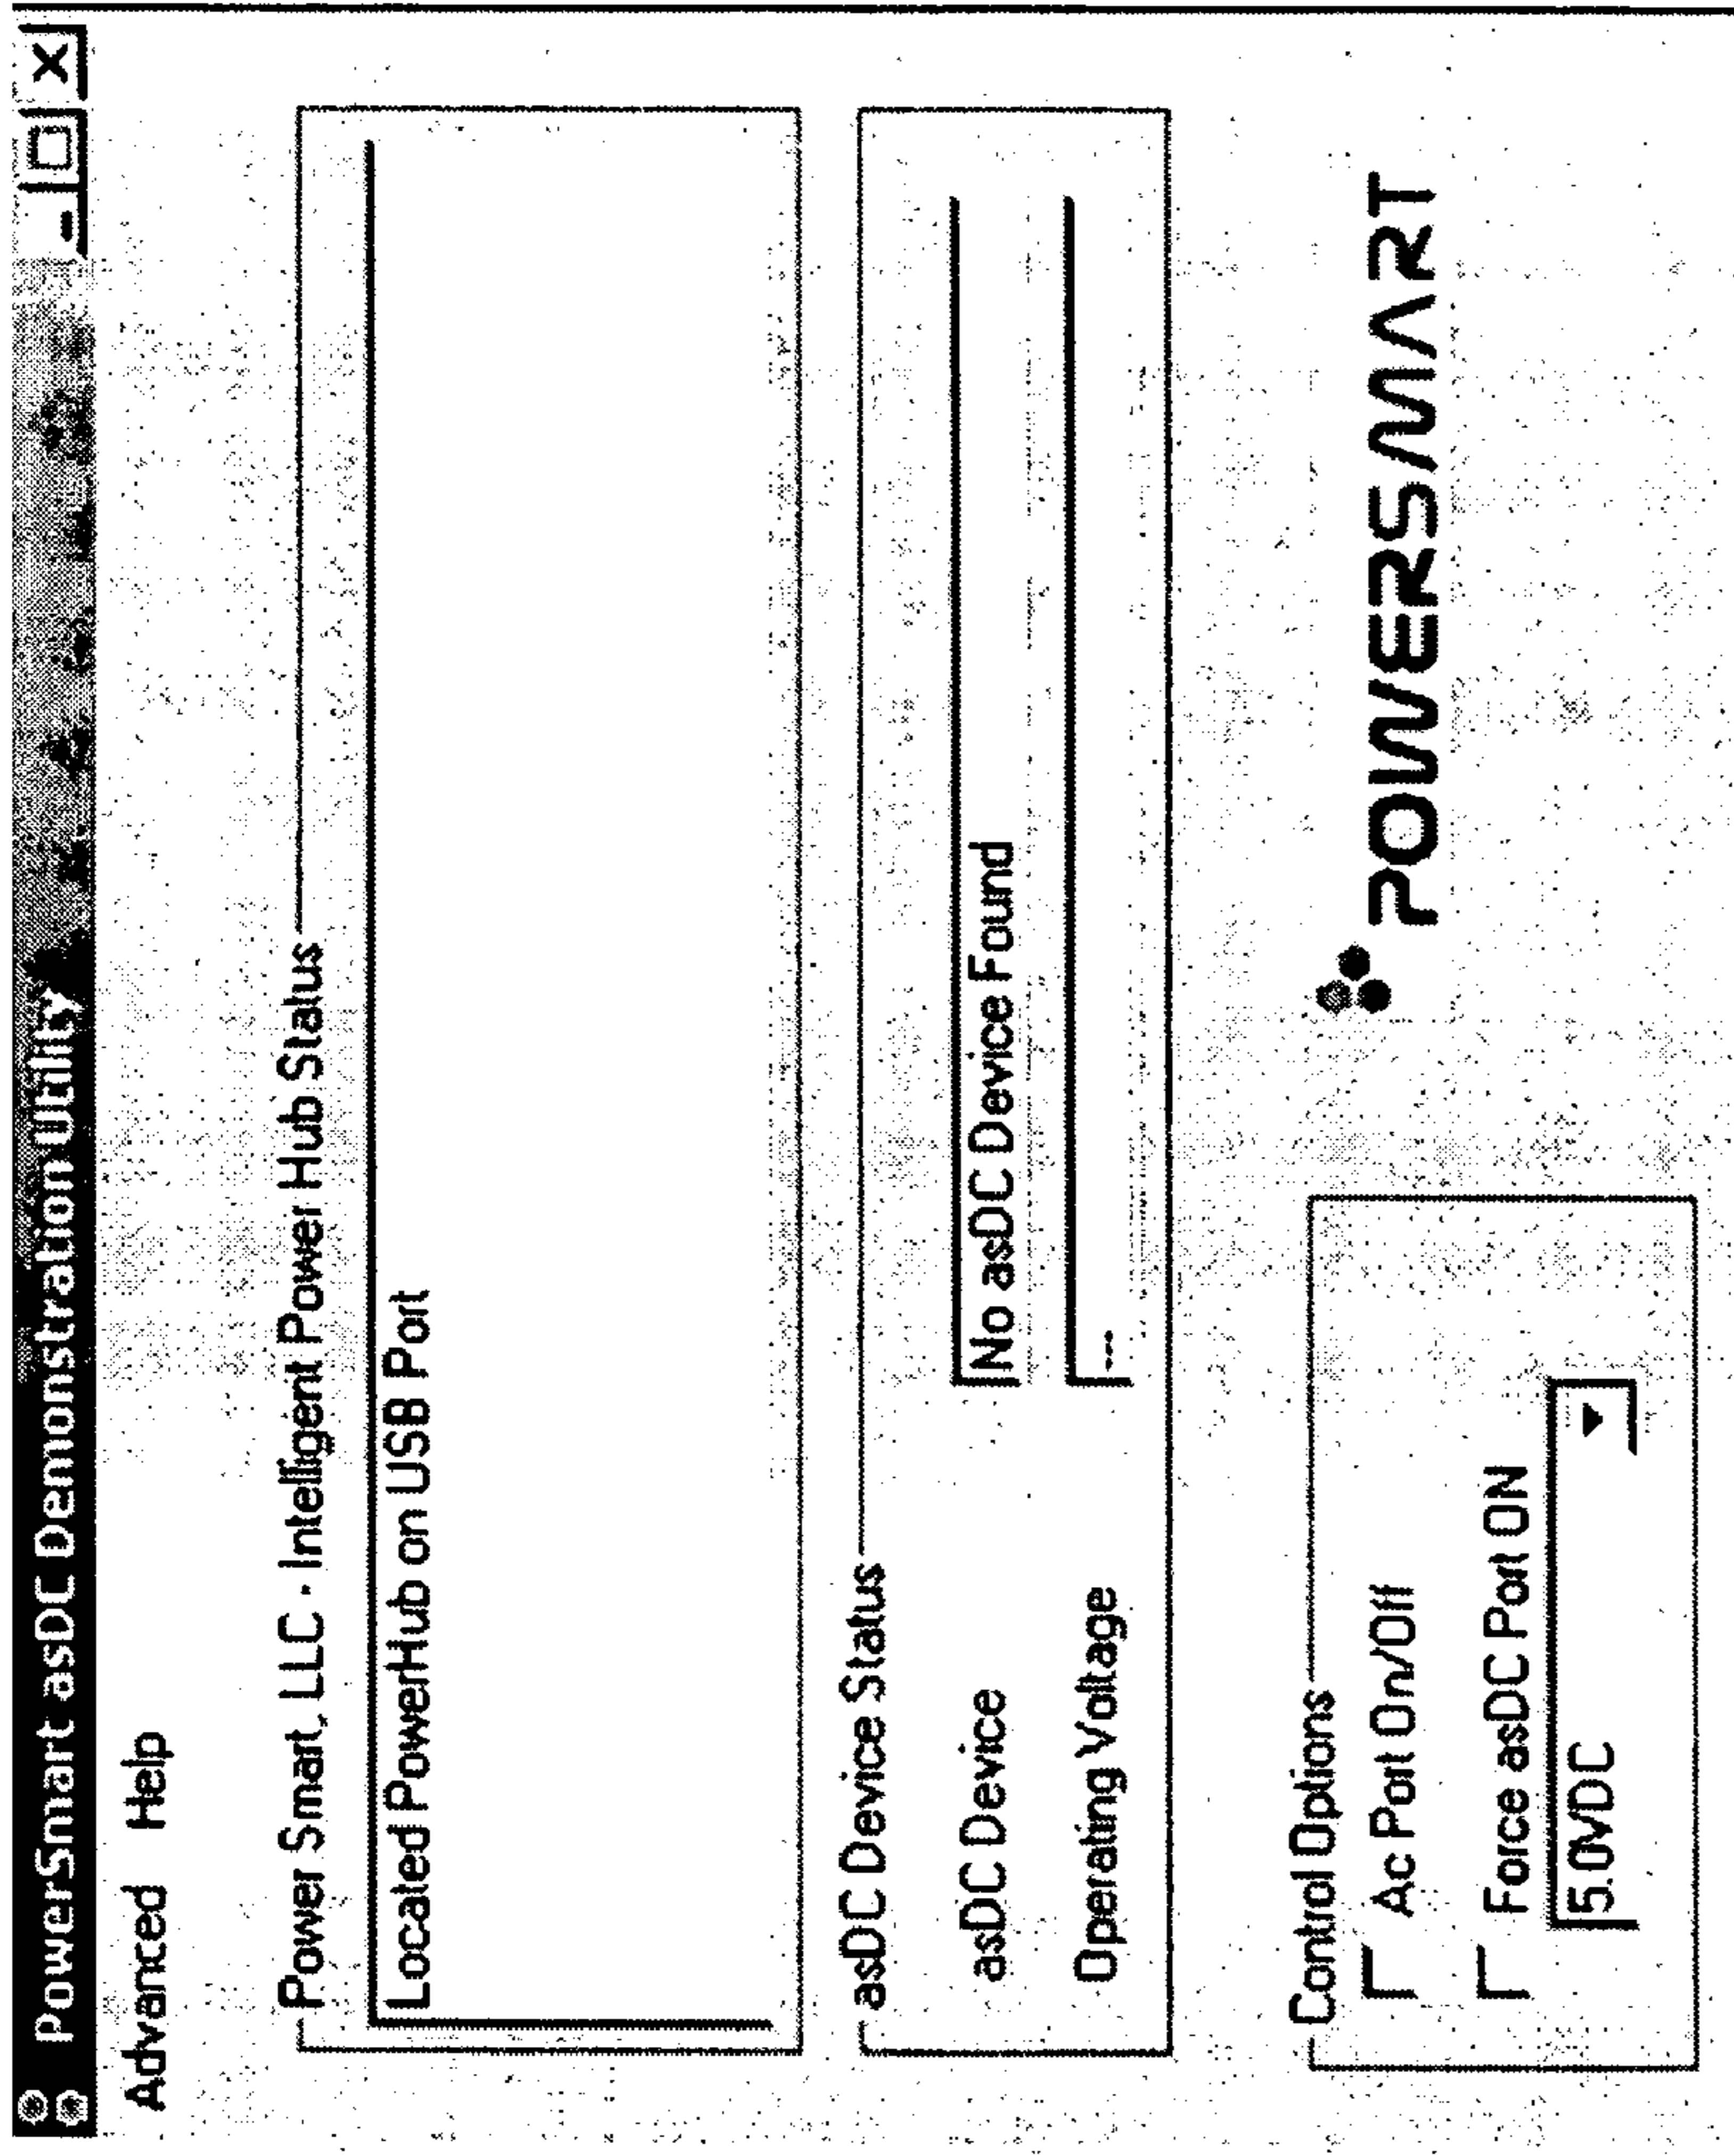 PowerSmart asDC Demonstration Utility
Advanced Help
Power Smart, LLC - Intelligent Power Hub Status
Located PowerHub on USB Port
asDC Device Status
asDC Device No asDC Device Found
Operating Voltage ---
Control Options
Ac Port On/Off
Force asDC Port ON
5.0VDC
POWERSMART